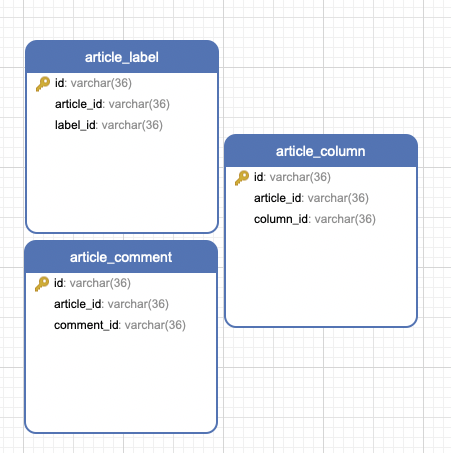 article_label
id: varchar(36)
article_id: varchar(36)
label_id: varchar(36)
article_column
id: varchar(36)
article_id: varchar(36)
column_id: varchar(36)
article_comment
id: varchar(36)
article_id: varchar(36)
comment_id: varchar(36)